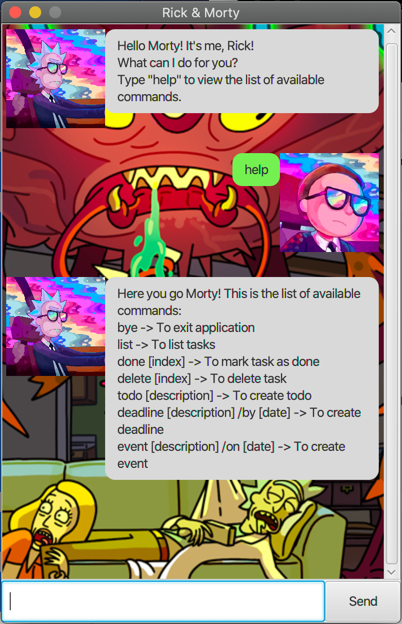 Rick & Morty
Hello Morty! It's me, Rick!
What can I do for you?
Type "help" to view the list of available
commands.
help
Here you go Morty! This is the list of available
commands:
bye -> To exit application
list -> To list tasks
done [index] -> To mark task as done
delete [index] -> To delete task
todo [description] -> To create todo
deadline [description] /by [date] -> To create
deadline
event [description] /on [date] -> To create
event
Send